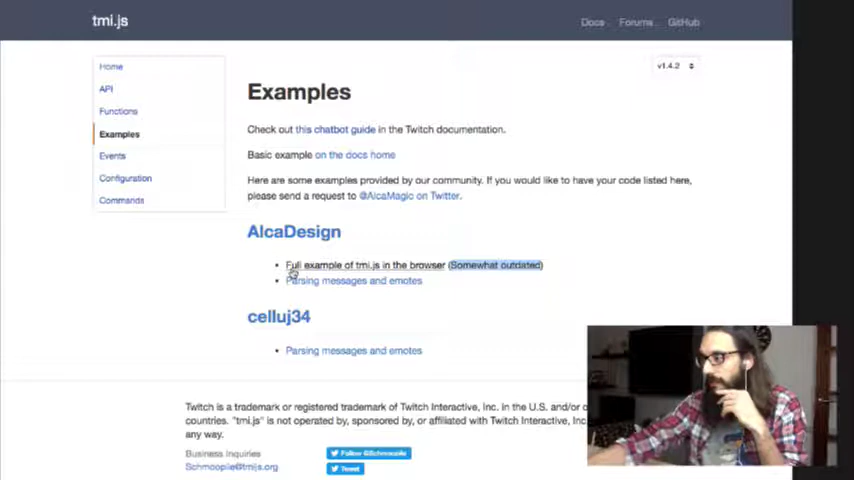 tmi.js
Docs
Forums
GitHub
Home
API
Functions
Examples
Events
Configuration
Commands
v1.4.2
Examples
Check out this chatbot guide in the Twitch documentation.
Basic example on the docs home
Here are some examples provided by our community. If you would like to have your code listed here,
please send a request to @AlcaMagic on Twitter.
AlcaDesign
Full example of tmi.js in the browser (Somewhat outdated)
Parsing messages and emotes
celluj34
Parsing messages and emotes
Twitch is a trademark or registered trademark of Twitch Interactive, Inc. in the U.S. and/or o
countries. "tmi.js" is not operated by, sponsored by, or affiliated with Twitch Interactive, Inc.
any way.
Business Inquiries
Schmoopiie@tmijs.org
Follow @Schmoopiie
Tweet